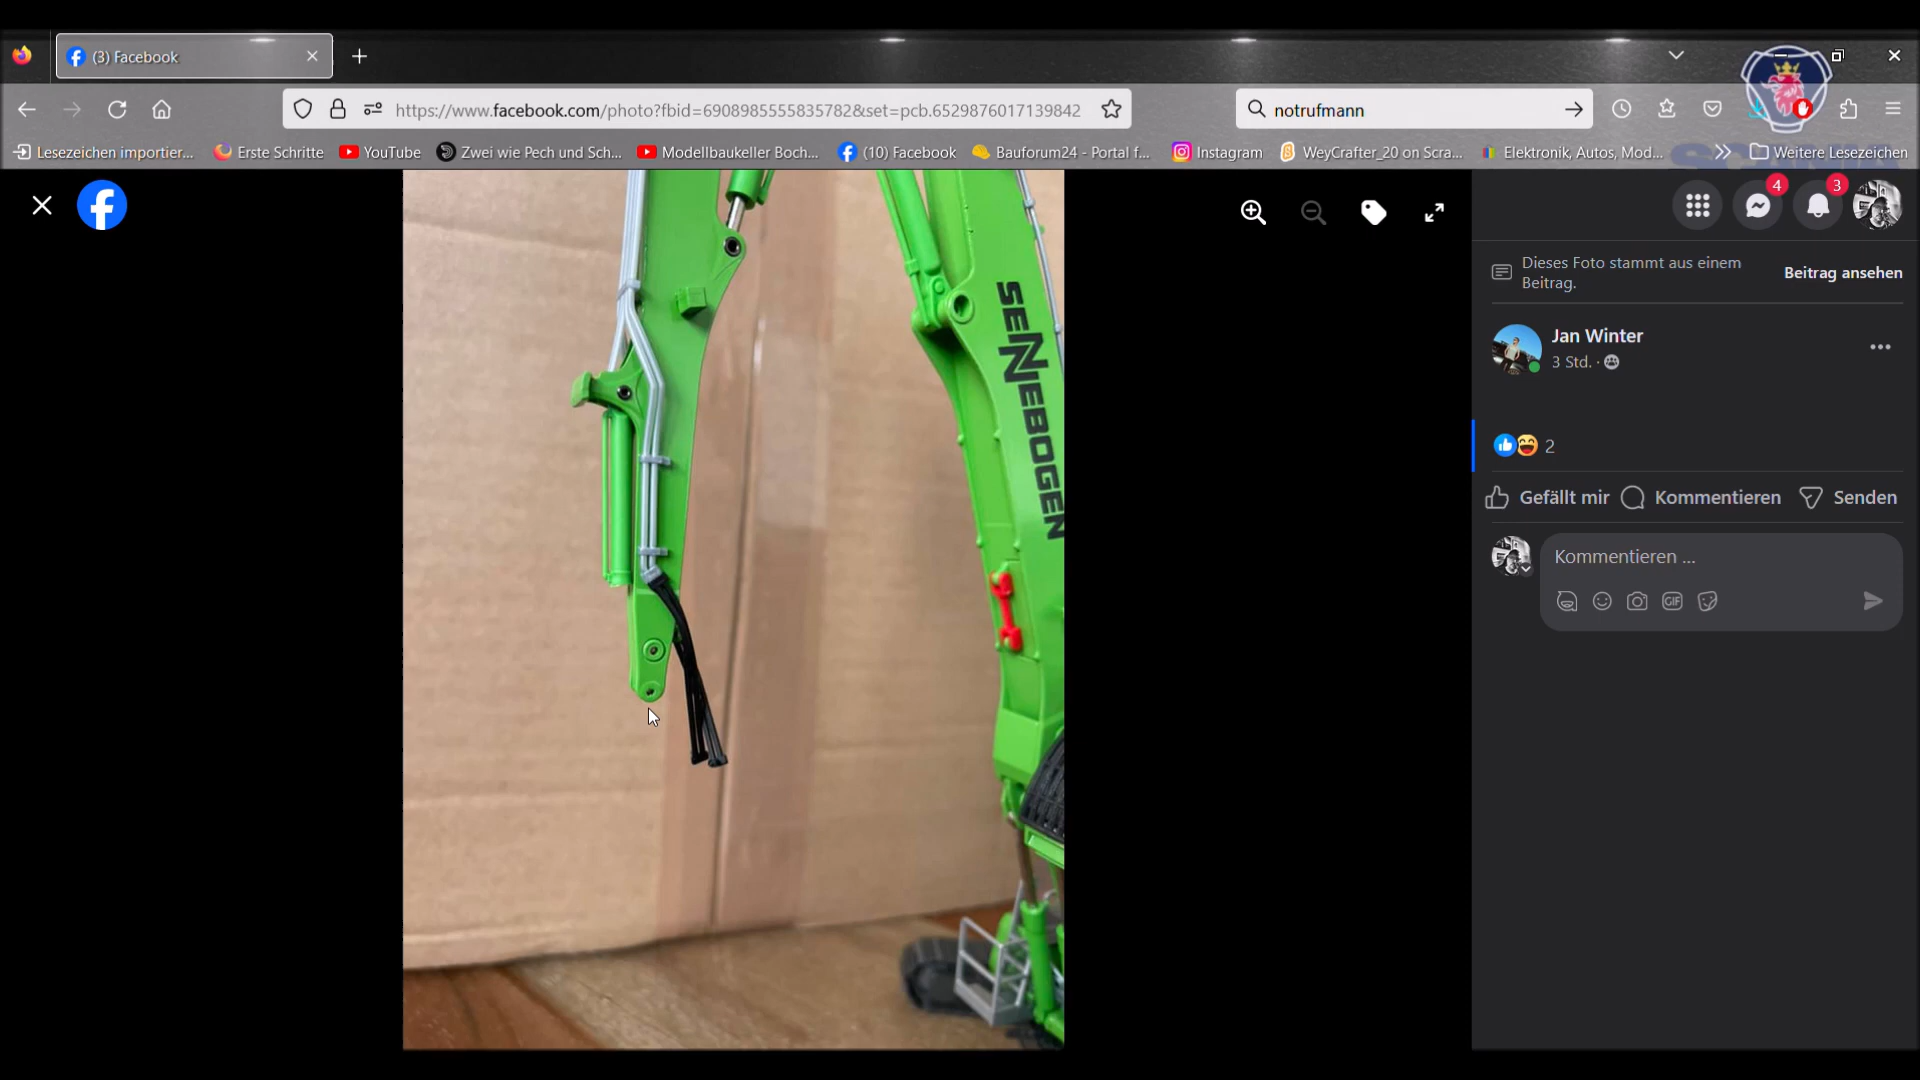 (3) Facebook
https://www.facebook.com/photo?fbid=6908985555835782&set=pcb.6529876017139842
notrufmann
Lesezeichen importier...
Erste Schritte
YouTube
Zwei wie Pech und Sch...
Modellbaukeller Boch...
(10) Facebook
Bauforum24 - Portal f...
Instagram
WeyCrafter_20 on Scra...
Elektronik, Autos, Mod...
Weitere Lesezeichen
4
3
Dieses Foto stammt aus einem
Beitrag.
Beitrag ansehen
Jan Winter
3 Std. ·
2
Gefällt mir
Kommentieren
Senden
Kommentieren ...
GIF
SENNEBOGEN